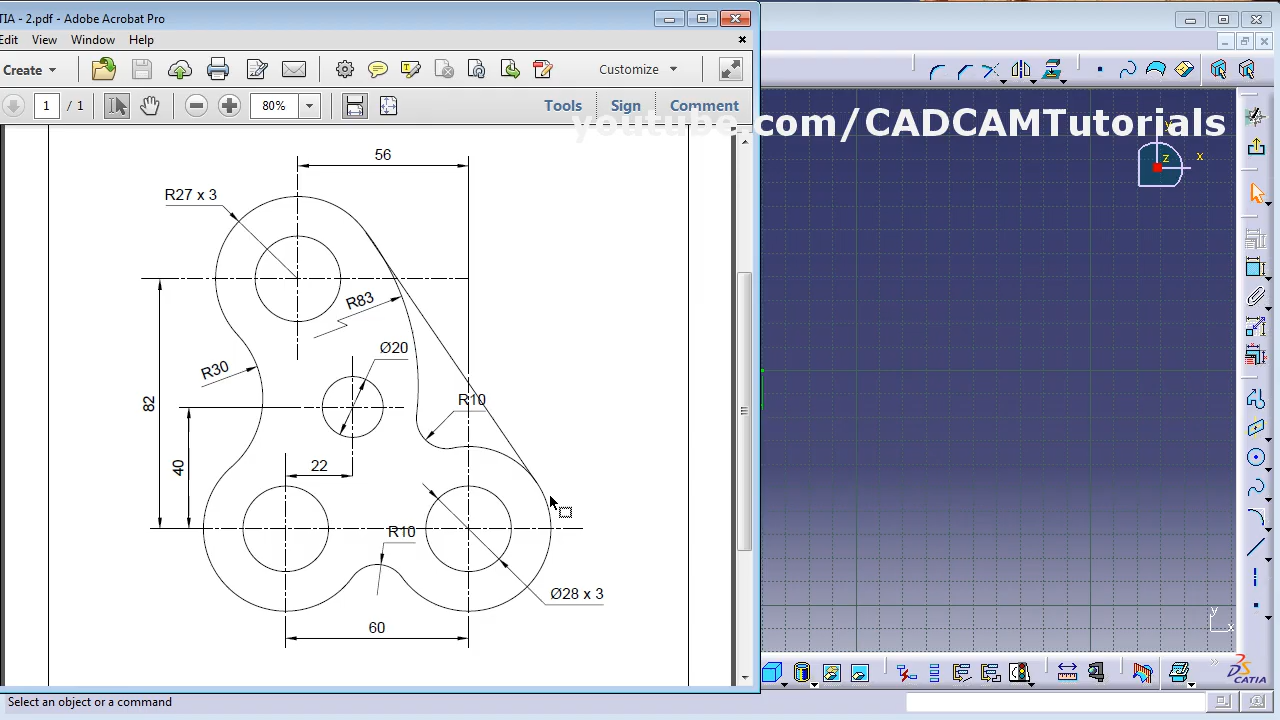 TIA - 2.pdf - Adobe Acrobat Pro
Edit View Window Help
Create
Customize
1 / 1
80%
Tools Sign Comment
youtube.com/CADCAMTutorials
56
R27 x 3
R83
Ø20
R30
R10
82
40
22
R10
Ø28 x 3
60
y
x
z
y
x
CATIA
Select an object or a command